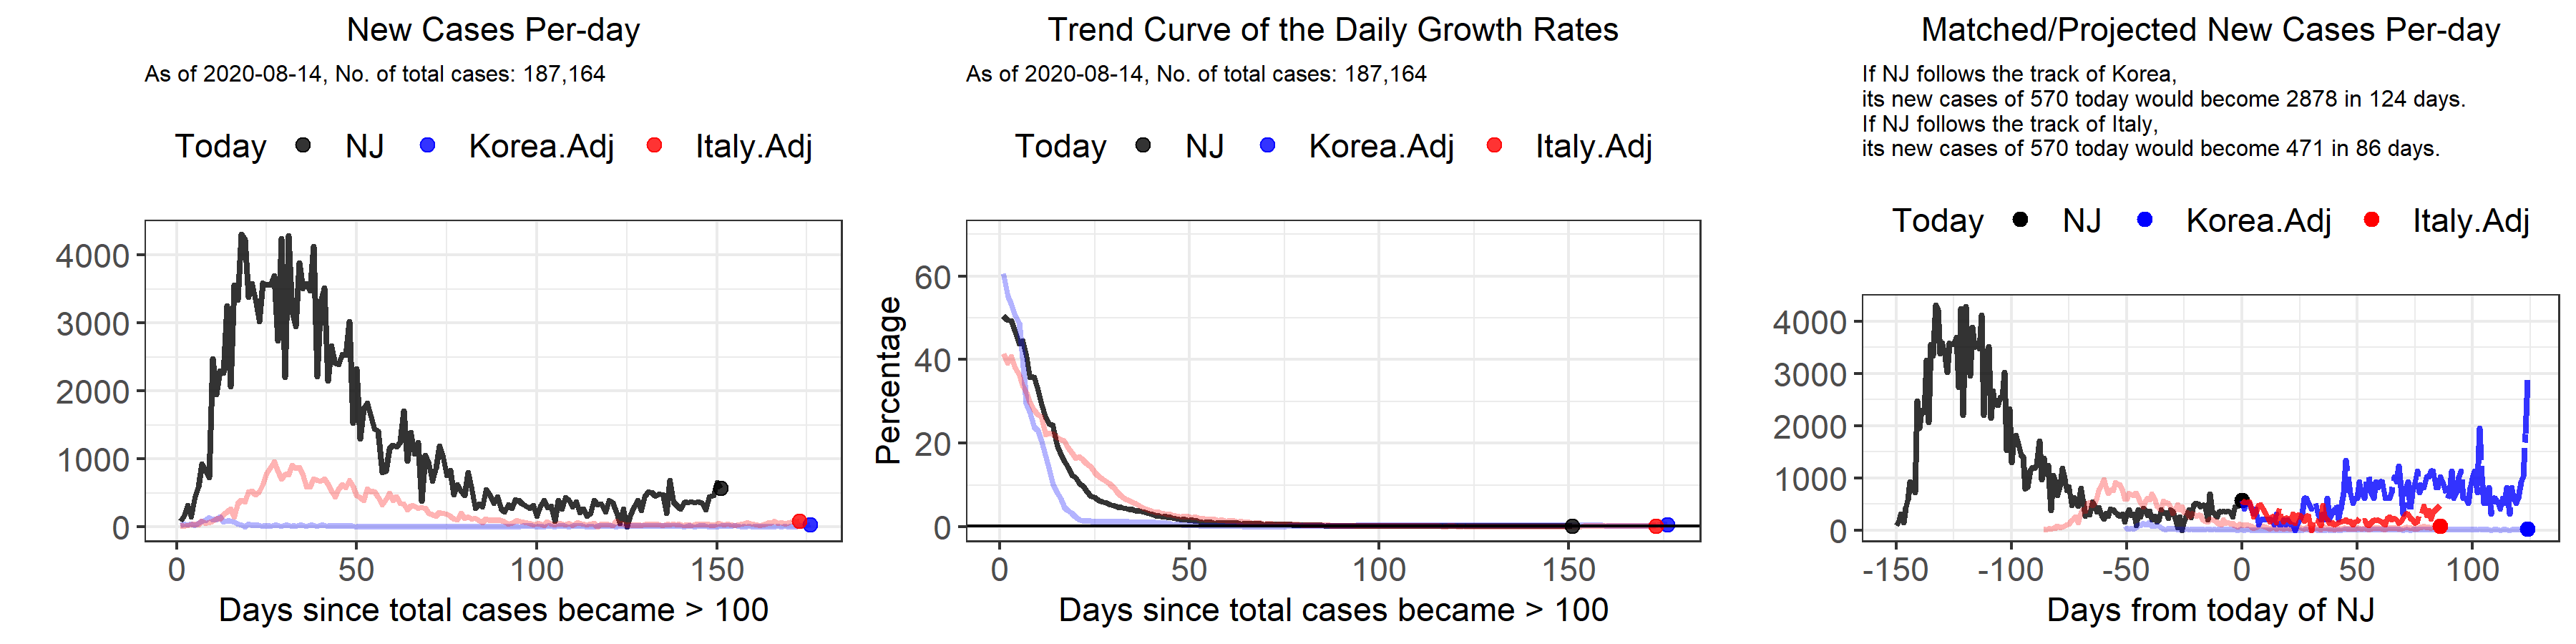 New Cases Per-day
As of 2020-08-14, No. of total cases: 187,164
Today NJ Korea.Adj Italy.Adj
4000
3000
2000
1000
0
0 50 100 150
Days since total cases became > 100
Trend Curve of the Daily Growth Rates
As of 2020-08-14, No. of total cases: 187,164
Today NJ Korea.Adj Italy.Adj
Percentage
60
40
20
0
0 50 100 150
Days since total cases became > 100
Matched/Projected New Cases Per-day
If NJ follows the track of Korea,
its new cases of 570 today would become 2878 in 124 days.
If NJ follows the track of Italy,
its new cases of 570 today would become 471 in 86 days.
Today NJ Korea.Adj Italy.Adj
4000
3000
2000
1000
0
-150 -100 -50 0 50 100
Days from today of NJ